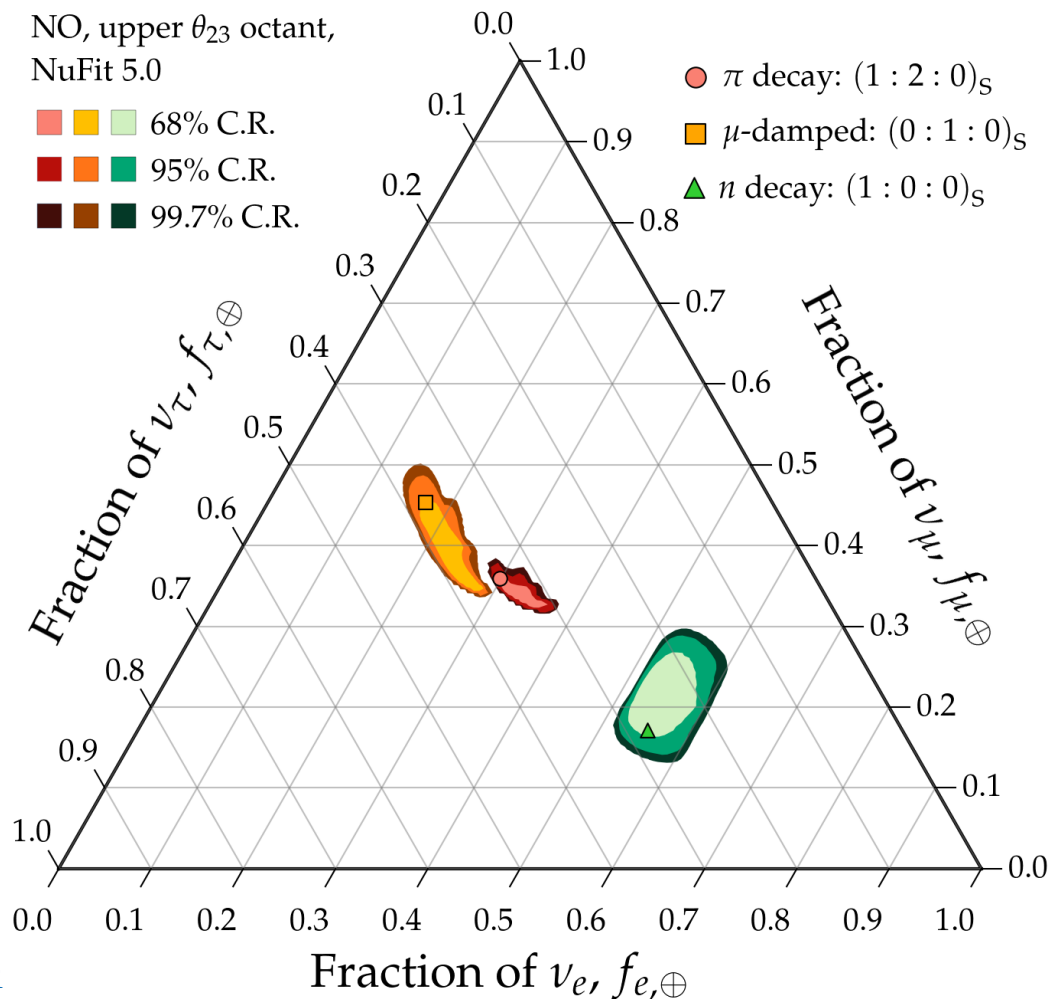 NO, upper θ₂₃ octant,
NuFit 5.0
68% C.R.
95% C.R.
99.7% C.R.
π decay: (1 : 2 : 0)S
μ-damped: (0 : 1 : 0)S
n decay: (1 : 0 : 0)S
Fraction of ντ, fτ,⊕
0.0
0.1
0.2
0.3
0.4
0.5
0.6
0.7
0.8
0.9
1.0
Fraction of νμ, fμ,⊕
1.0
0.9
0.8
0.7
0.6
0.5
0.4
0.3
0.2
0.1
0.0
0.0 0.1 0.2 0.3 0.4 0.5 0.6 0.7 0.8 0.9 1.0
Fraction of νe, fe,⊕